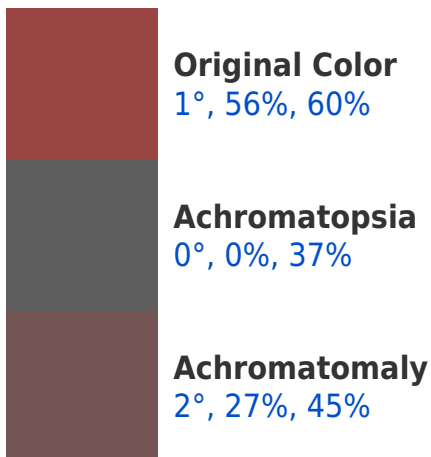 Original Color
1°, 56%, 60%
Achromatopsia
0°, 0%, 37%
Achromatomaly
2°, 27%, 45%